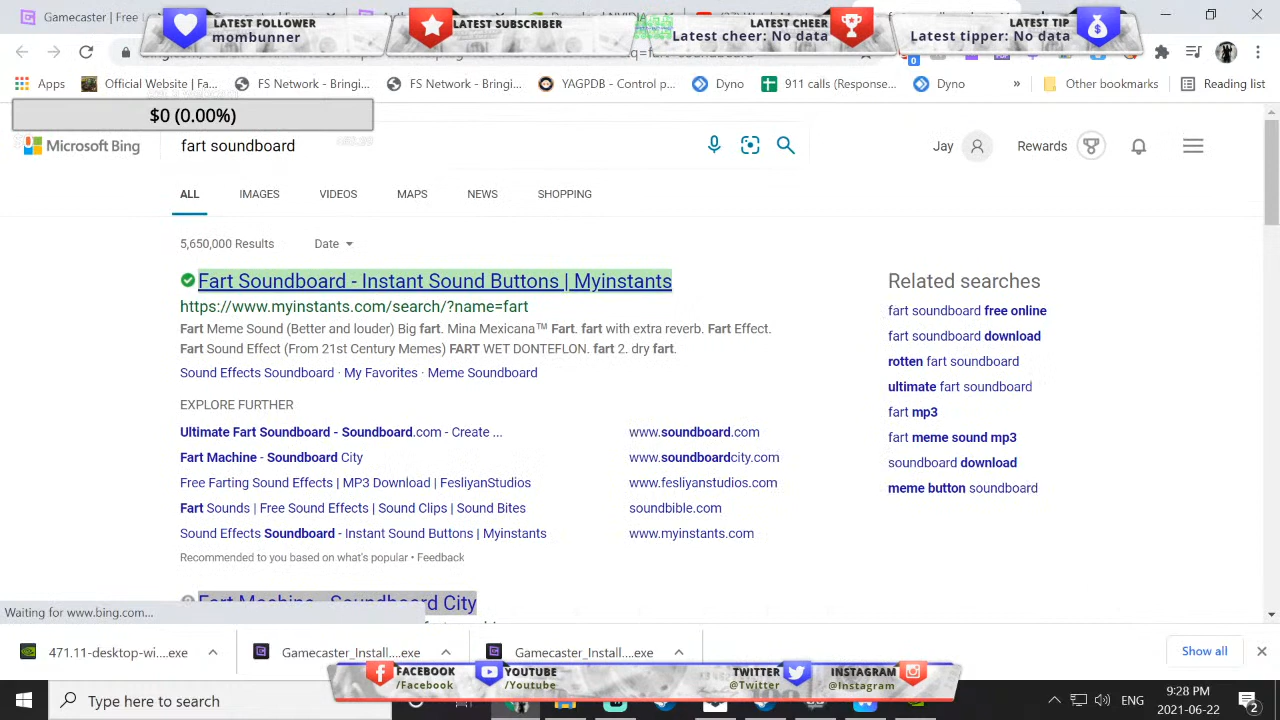 Gamecaster | Free
LATEST FOLLOWER
mombunner
LATEST SUBSCRIBER
LATEST CHEER
Latest cheer: No data
LATEST TIP
Latest tipper: No data
Apps
Official Website | Fa...
FS Network - Bringi...
FS Network - Bringi...
YAGPDB - Control p...
Dyno
911 calls (Response...
Dyno
»
Other bookmarks
Reading list
$0 (0.00%)
Microsoft Bing
fart soundboard
Jay
Rewards
ALL
IMAGES
VIDEOS
MAPS
NEWS
SHOPPING
5,650,000 Results
Date
Fart Soundboard - Instant Sound Buttons | Myinstants
https://www.myinstants.com/search/?name=fart
Fart Meme Sound (Better and louder) Big fart. Mina Mexicana™ Fart. fart with extra reverb. Fart Effect.
Fart Sound Effect (From 21st Century Memes) FART WET DONTEFLON. fart 2. dry fart.
Sound Effects Soundboard · My Favorites · Meme Soundboard
EXPLORE FURTHER
Ultimate Fart Soundboard - Soundboard.com - Create ...
www.soundboard.com
Fart Machine - Soundboard City
www.soundboardcity.com
Free Farting Sound Effects | MP3 Download | FesliyanStudios
www.fesliyanstudios.com
Fart Sounds | Free Sound Effects | Sound Clips | Sound Bites
soundbible.com
Sound Effects Soundboard - Instant Sound Buttons | Myinstants
www.myinstants.com
Recommended to you based on what's popular • Feedback
Related searches
fart soundboard free online
fart soundboard download
rotten fart soundboard
ultimate fart soundboard
fart mp3
fart meme sound mp3
soundboard download
meme button soundboard
Fart Machine - Soundboard City
Waiting for www.bing.com...
471.11-desktop-wi....exe
Gamecaster_Install....exe
Gamecaster_Install....exe
Show all
FACEBOOK
/Facebook
YOUTUBE
/Youtube
TWITTER
@Twitter
INSTAGRAM
@Instagram
Type here to search
ENG
9:28 PM
2021-06-22
2